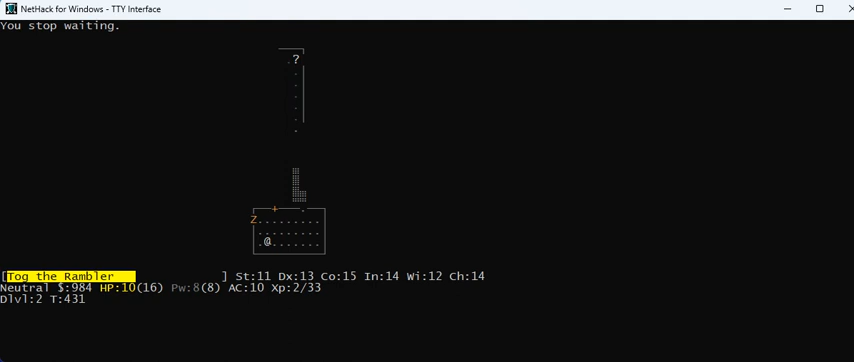 NetHack for Windows - TTY Interface
You stop waiting.
.?
.
.
.
.
.
.
+ .
Z.........
.........
.@.......
[Tog the Rambler ] St:11 Dx:13 Co:15 In:14 Wi:12 Ch:14
Neutral $:984 HP:10(16) Pw:8(8) AC:10 Xp:2/33
Dlvl:2 T:431